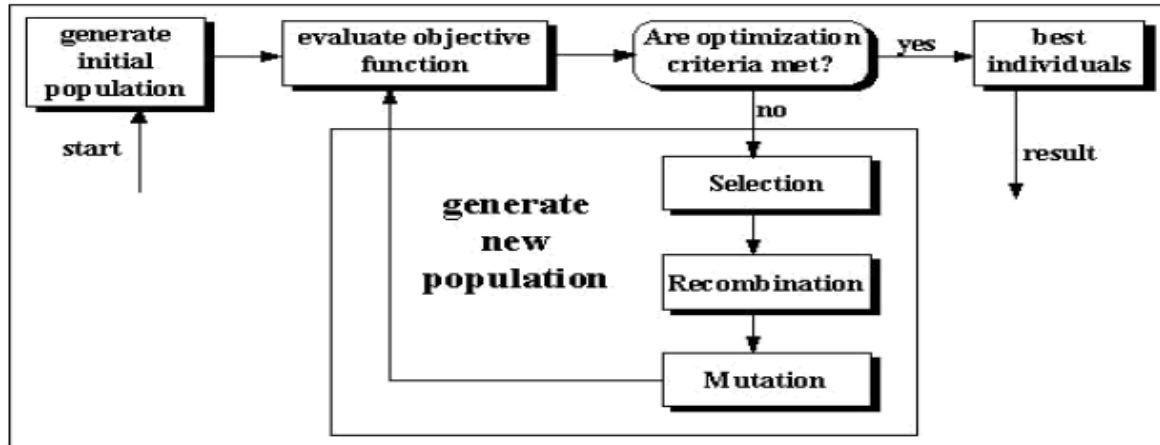 generate
initial
population
evaluate objective
function
Are optimization
criteria met?
yes
best
individuals
start
no
result
generate
new
population
Selection
Recombination
Mutation